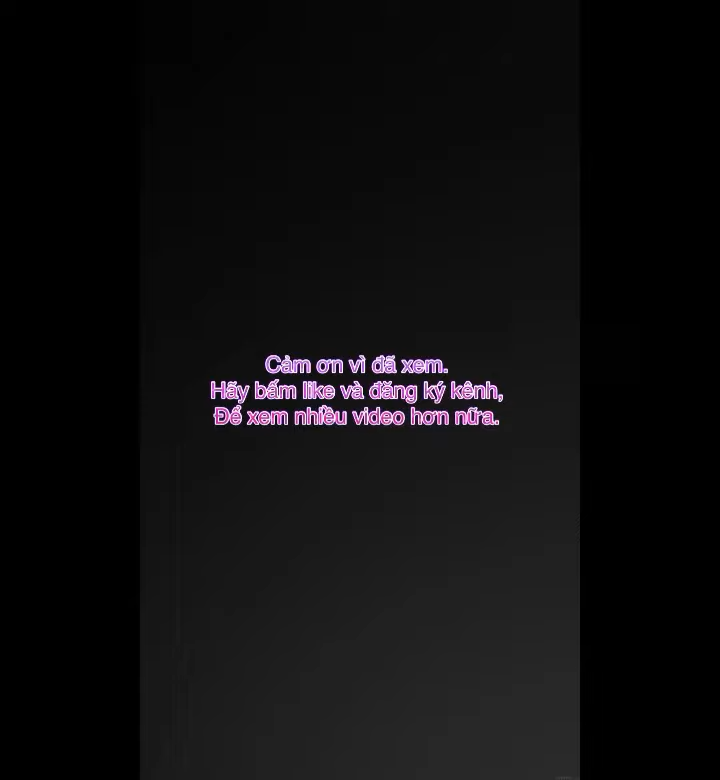 Cảm ơn vì đã xem.
Hãy bấm like và đăng ký kênh,
Để xem nhiều video hơn nữa.